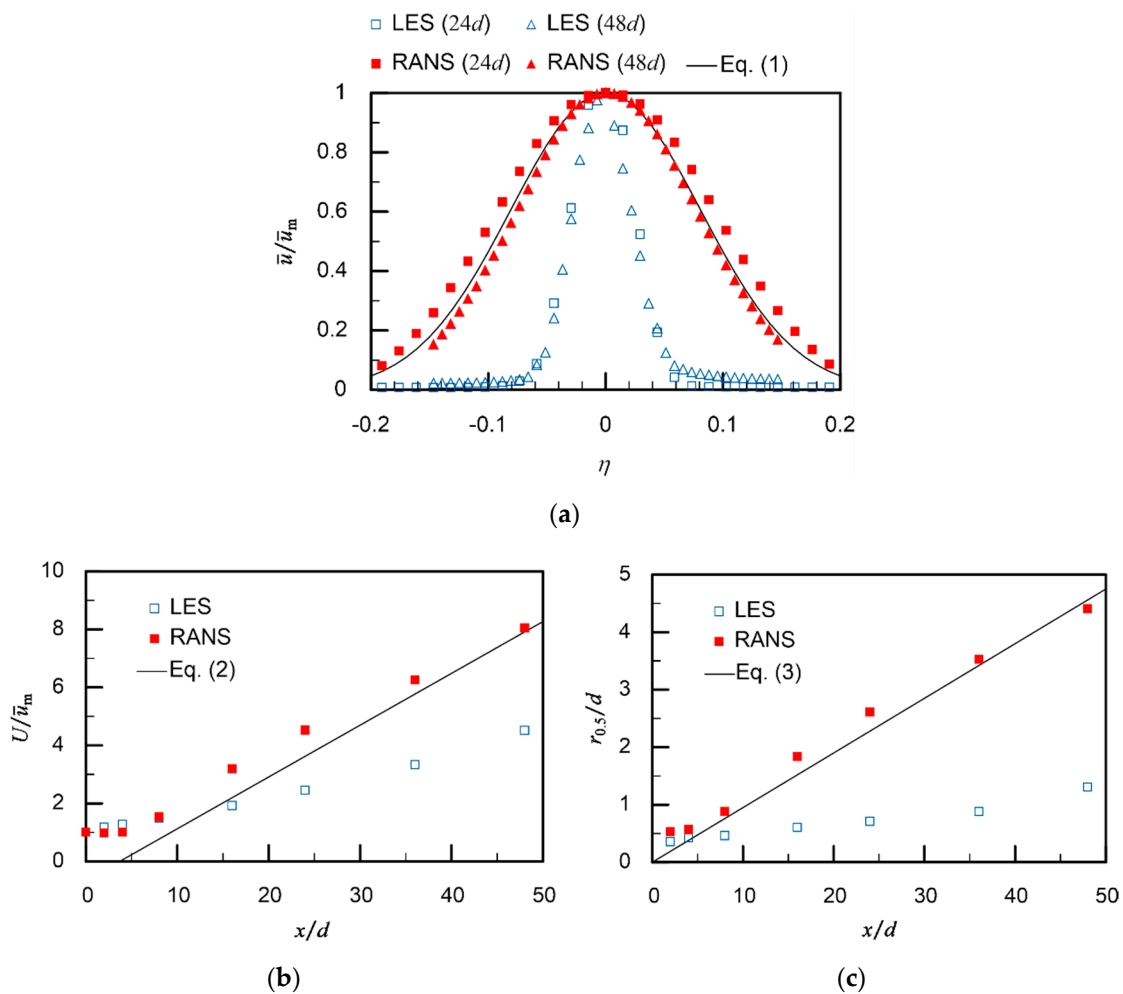 LES (24d) LES (48d)
RANS (24d) RANS (48d) Eq. (1)
1
0.8
0.6
0.4
0.2
0
ū/ūm
-0.2 -0.1 0 0.1 0.2
η
(a)
10
8
6
4
2
0
U/ūm
LES
RANS
Eq. (2)
0 10 20 30 40 50
x/d
(b)
5
4
3
2
1
0
r0.5/d
LES
RANS
Eq. (3)
0 10 20 30 40 50
x/d
(c)